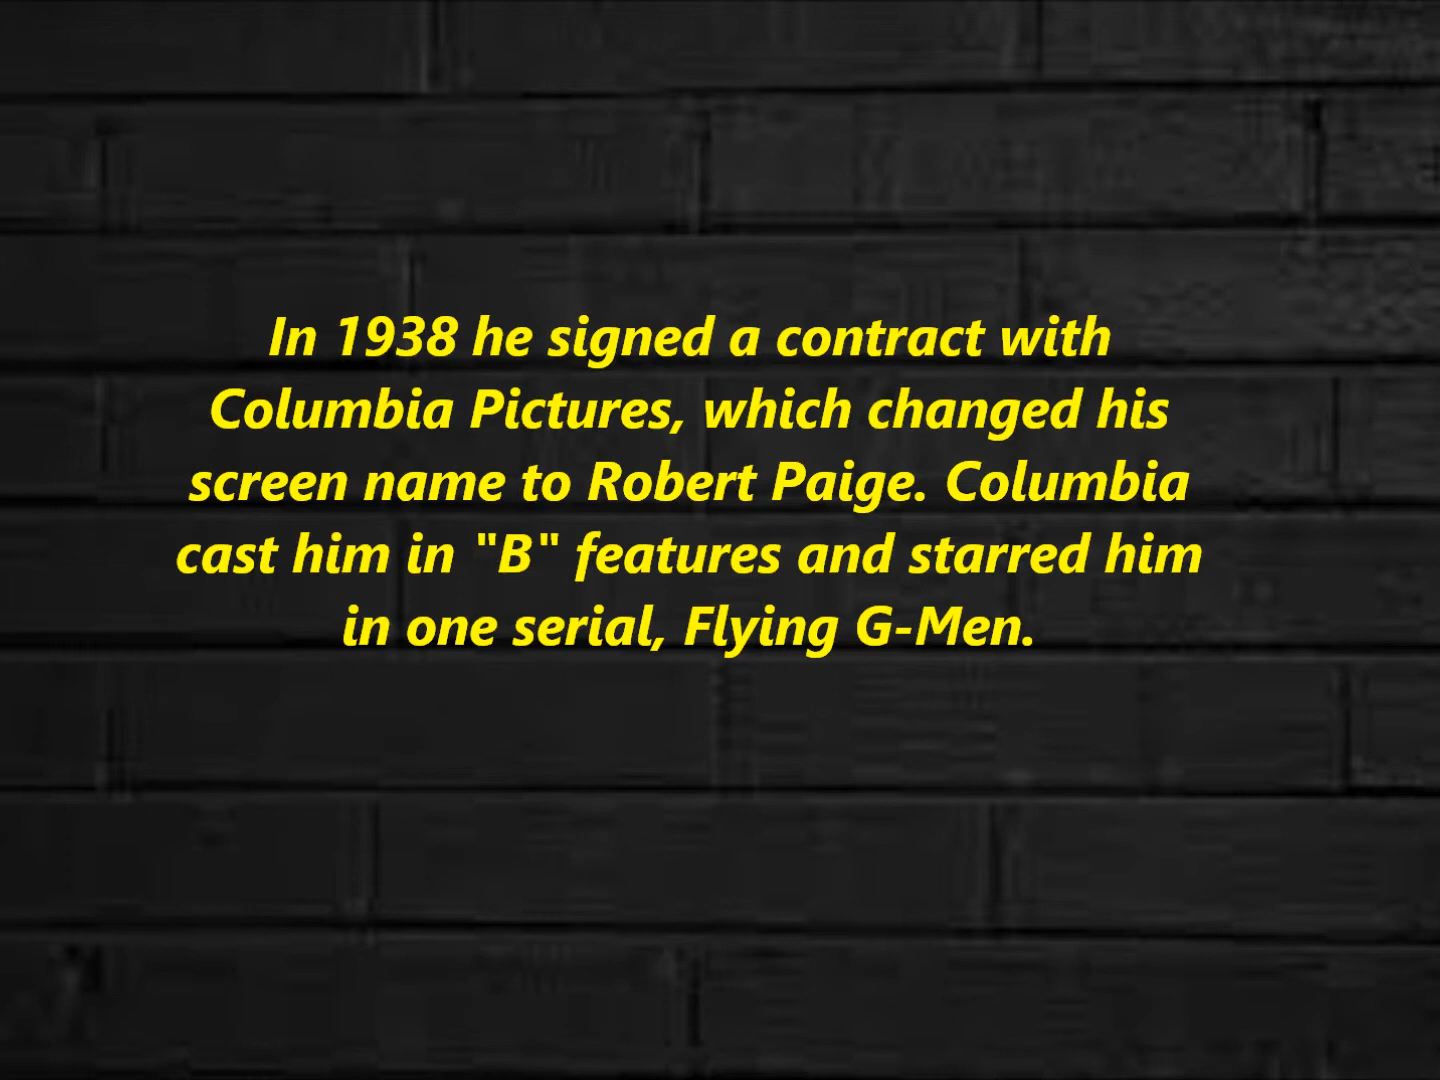 In 1938 he signed a contract with
Columbia Pictures, which changed his
screen name to Robert Paige. Columbia
cast him in "B" features and starred him
in one serial, Flying G-Men.